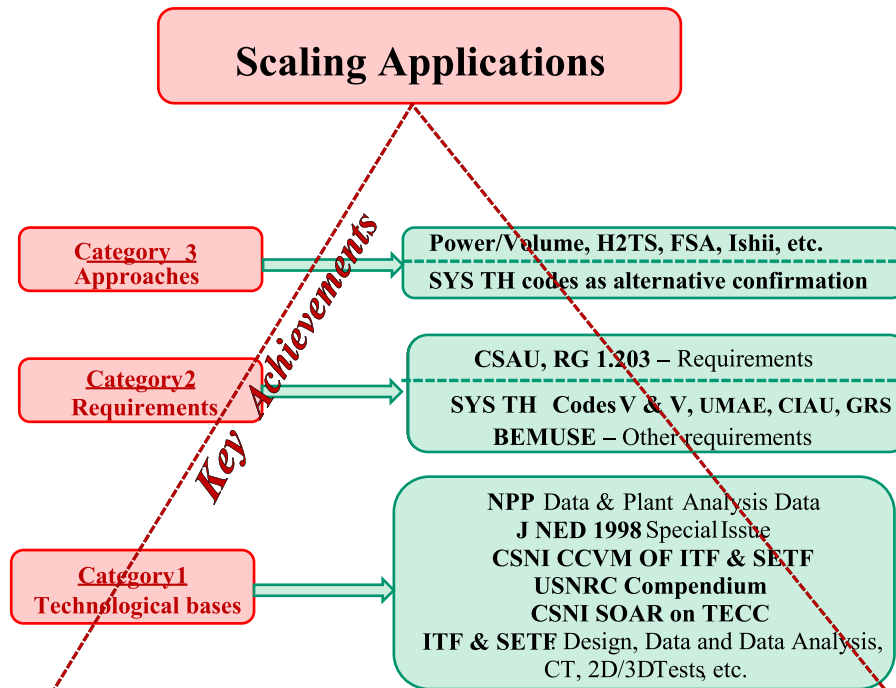 Scaling Applications
Key Achievements
Category 3
Approaches
Power/Volume, H2TS, FSA, Ishii, etc.
SYS TH codes as alternative confirmation
Category2
Requirements
CSAU, RG 1.203 – Requirements
SYS TH Codes V & V, UMAE, CIAU, GRS
BEMUSE – Other requirements
Category1
Technological bases
NPP Data & Plant Analysis Data
J NED 1998 Special Issue
CSNI CCVM OF ITF & SETF
USNRC Compendium
CSNI SOAR on TECC
ITF & SETF: Design, Data and Data Analysis,
CT, 2D/3DTests, etc.